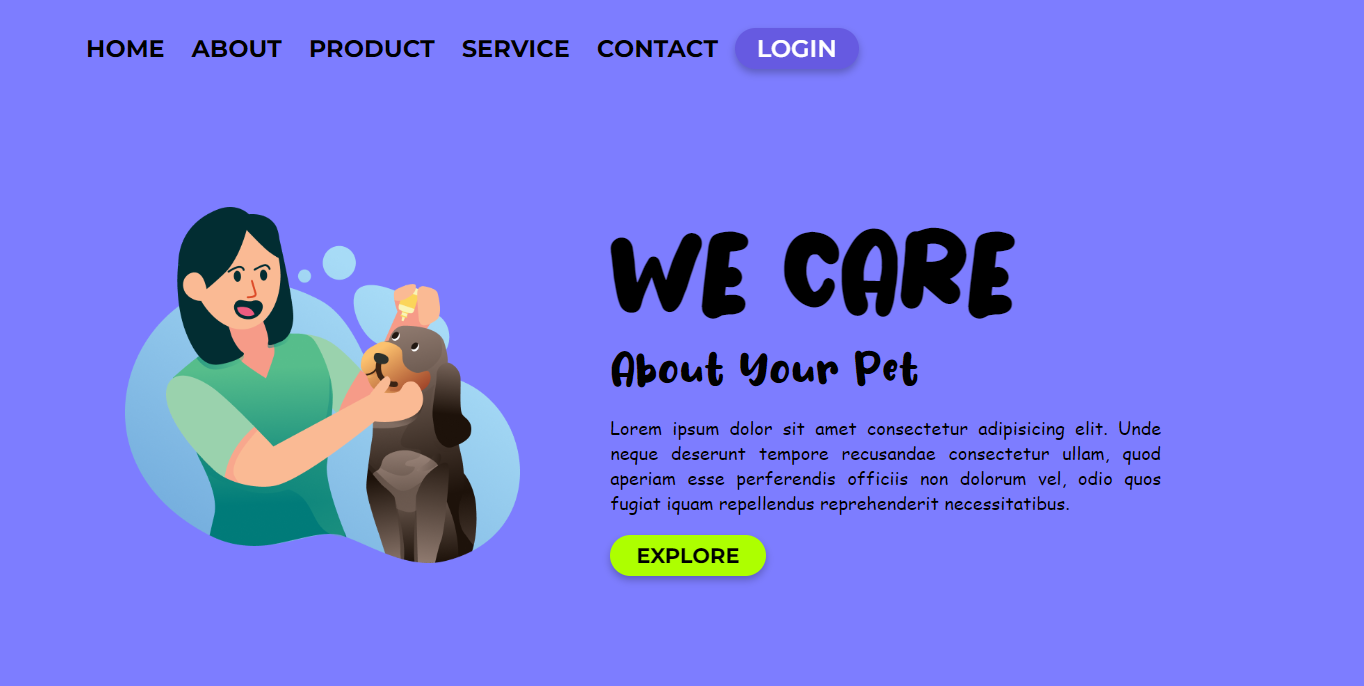 HOME ABOUT PRODUCT SERVICE CONTACT LOGIN
WE CARE
About Your Pet
Lorem ipsum dolor sit amet consectetur adipisicing elit. Unde
neque deserunt tempore recusandae consectetur ullam, quod
aperiam esse perferendis officiis non dolorum vel, odio quos
fugiat iquam repellendus reprehenderit necessitatibus.
EXPLORE